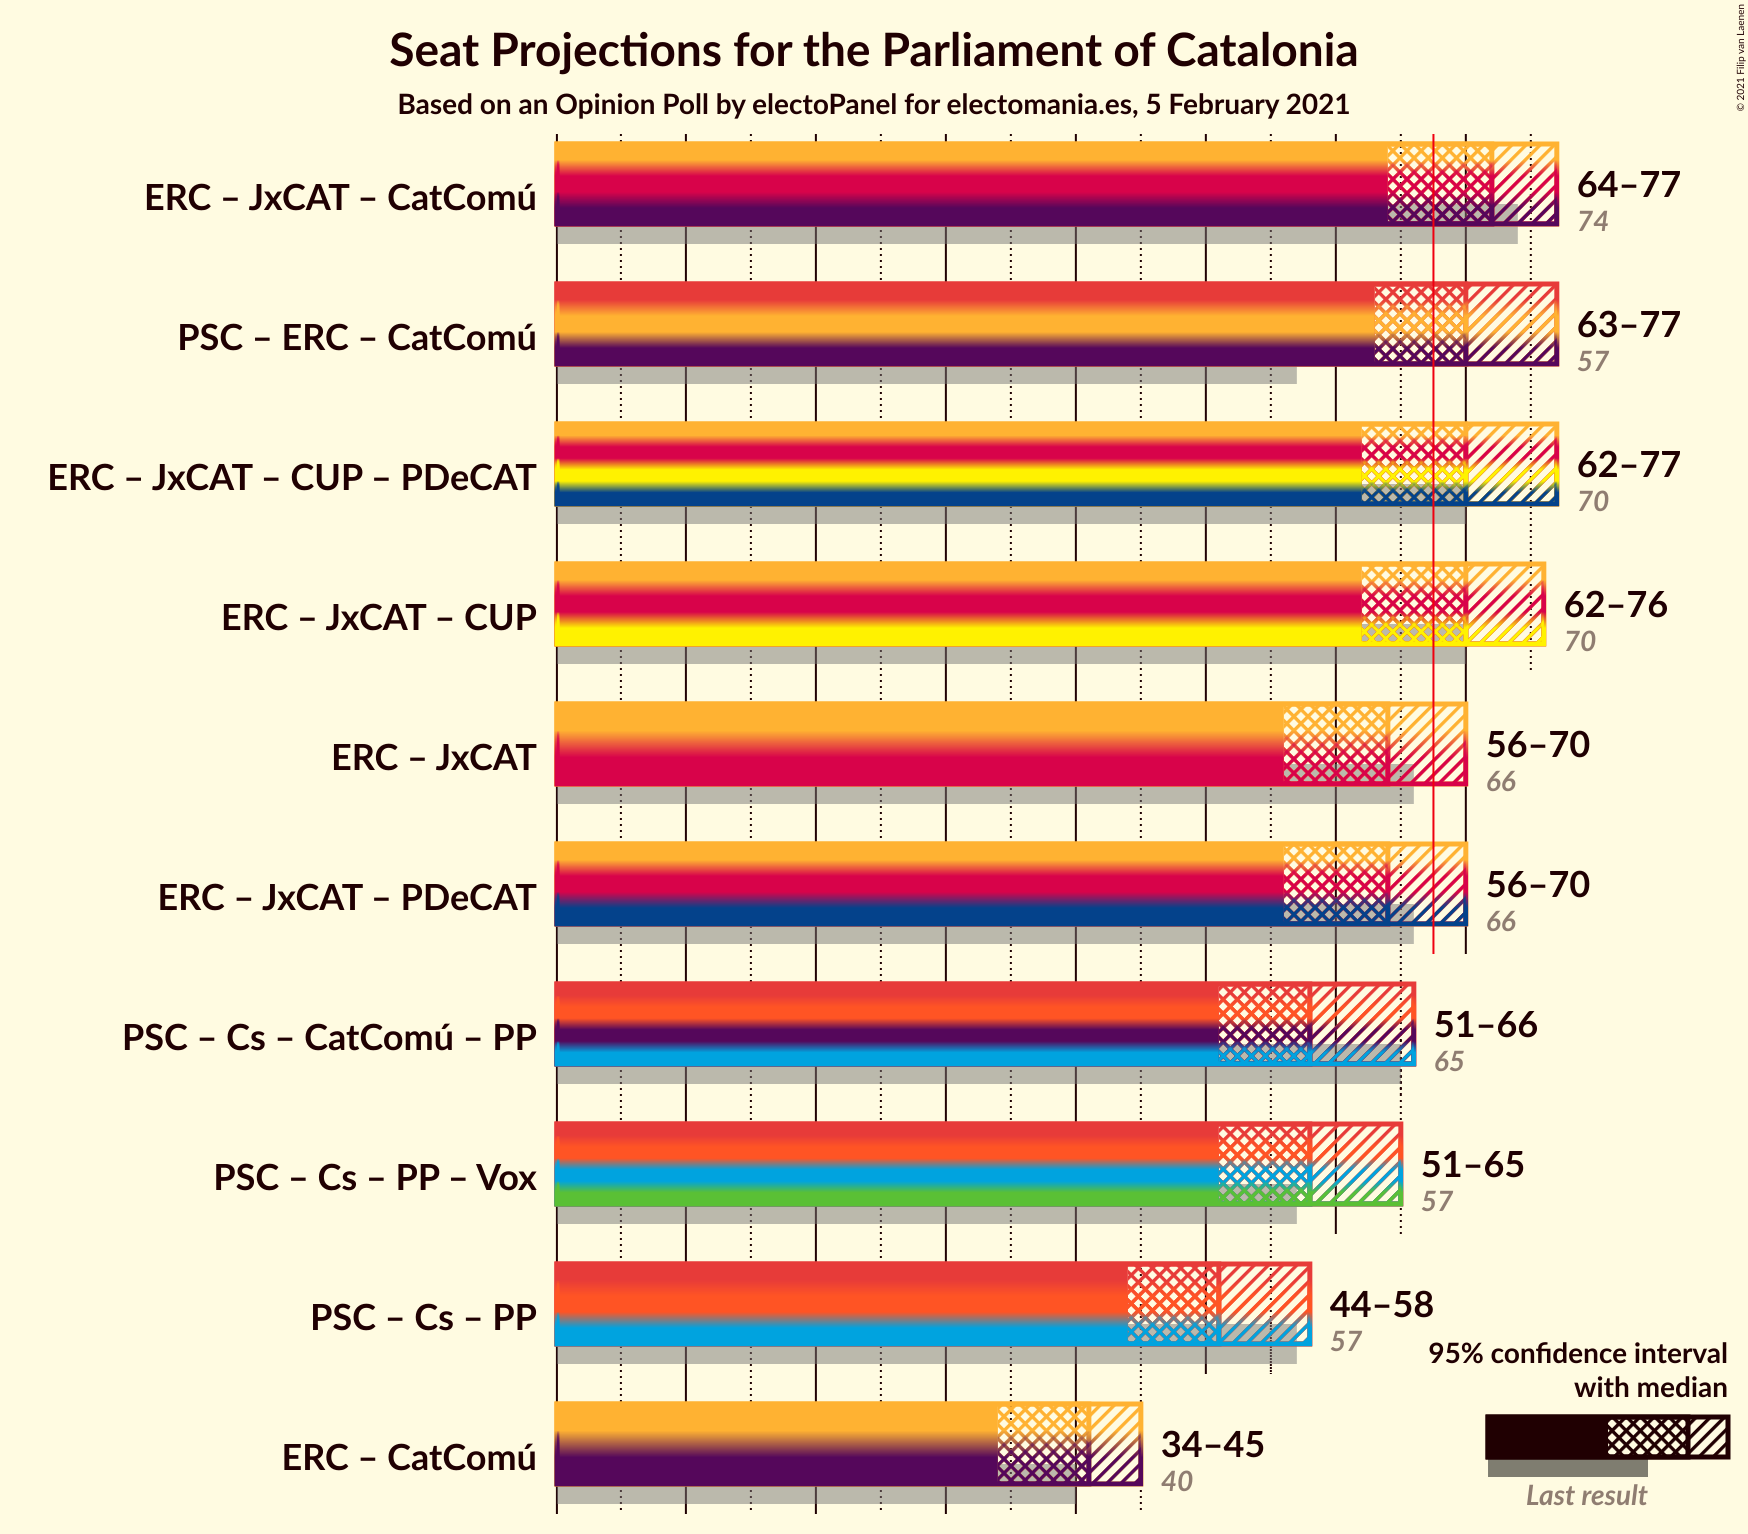 Seat Projections for the Parliament of Catalonia
Based on an Opinion Poll by electoPanel for electomania.es, 5 February 2021
© 2021 Filip van Laenen
ERC – JxCAT – CatComú
64–77
74
PSC – ERC – CatComú
63–77
57
ERC – JxCAT – CUP – PDeCAT
62–77
70
ERC – JxCAT – CUP
62–76
70
ERC – JxCAT
56–70
66
ERC – JxCAT – PDeCAT
56–70
66
PSC – Cs – CatComú – PP
51–66
65
PSC – Cs – PP – Vox
51–65
57
PSC – Cs – PP
44–58
57
ERC – CatComú
34–45
40
95% confidence interval
with median
Last result